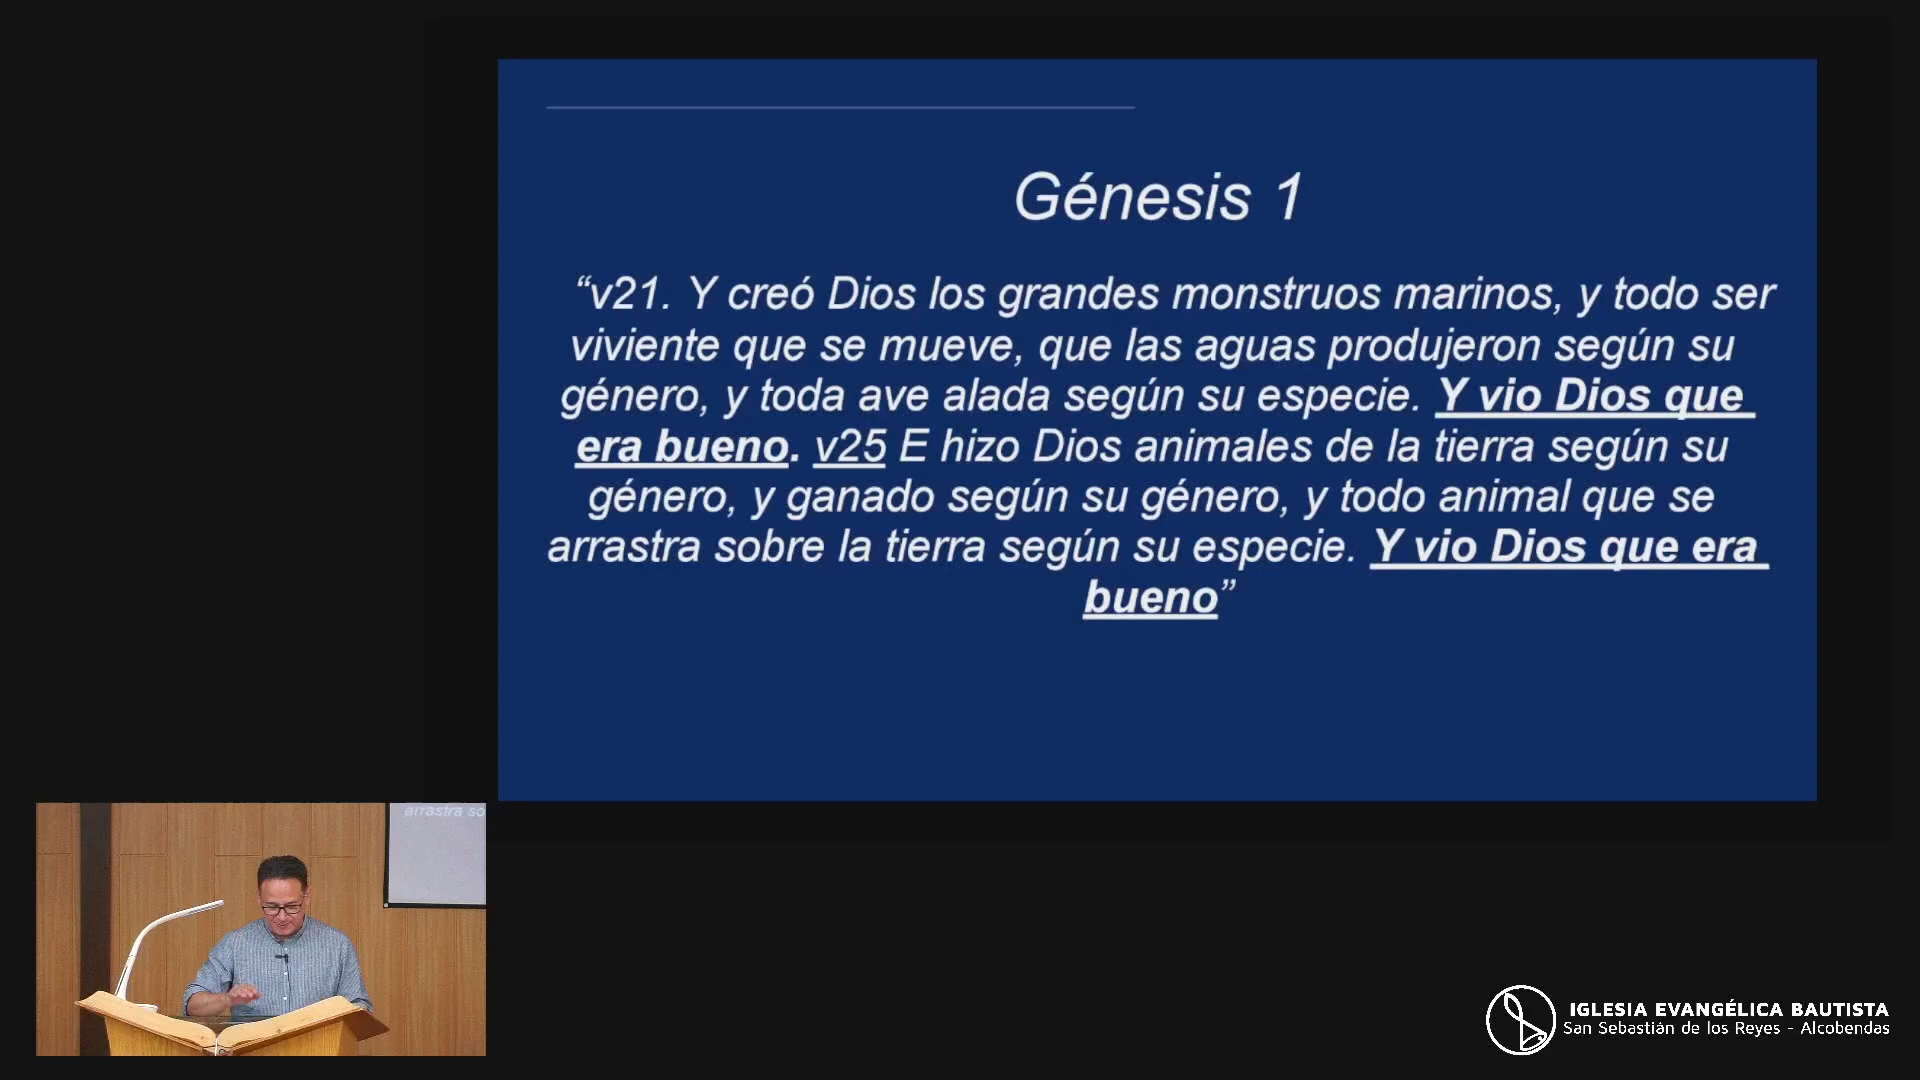 Génesis 1
“v21. Y creó Dios los grandes monstruos marinos, y todo ser
viviente que se mueve, que las aguas produjeron según su
género, y toda ave alada según su especie. Y vio Dios que
era bueno. v25 E hizo Dios animales de la tierra según su
género, y ganado según su género, y todo animal que se
arrastra sobre la tierra según su especie. Y vio Dios que era
bueno”
arrastra so
IGLESIA EVANGÉLICA BAUTISTA
San Sebastián de los Reyes - Alcobendas